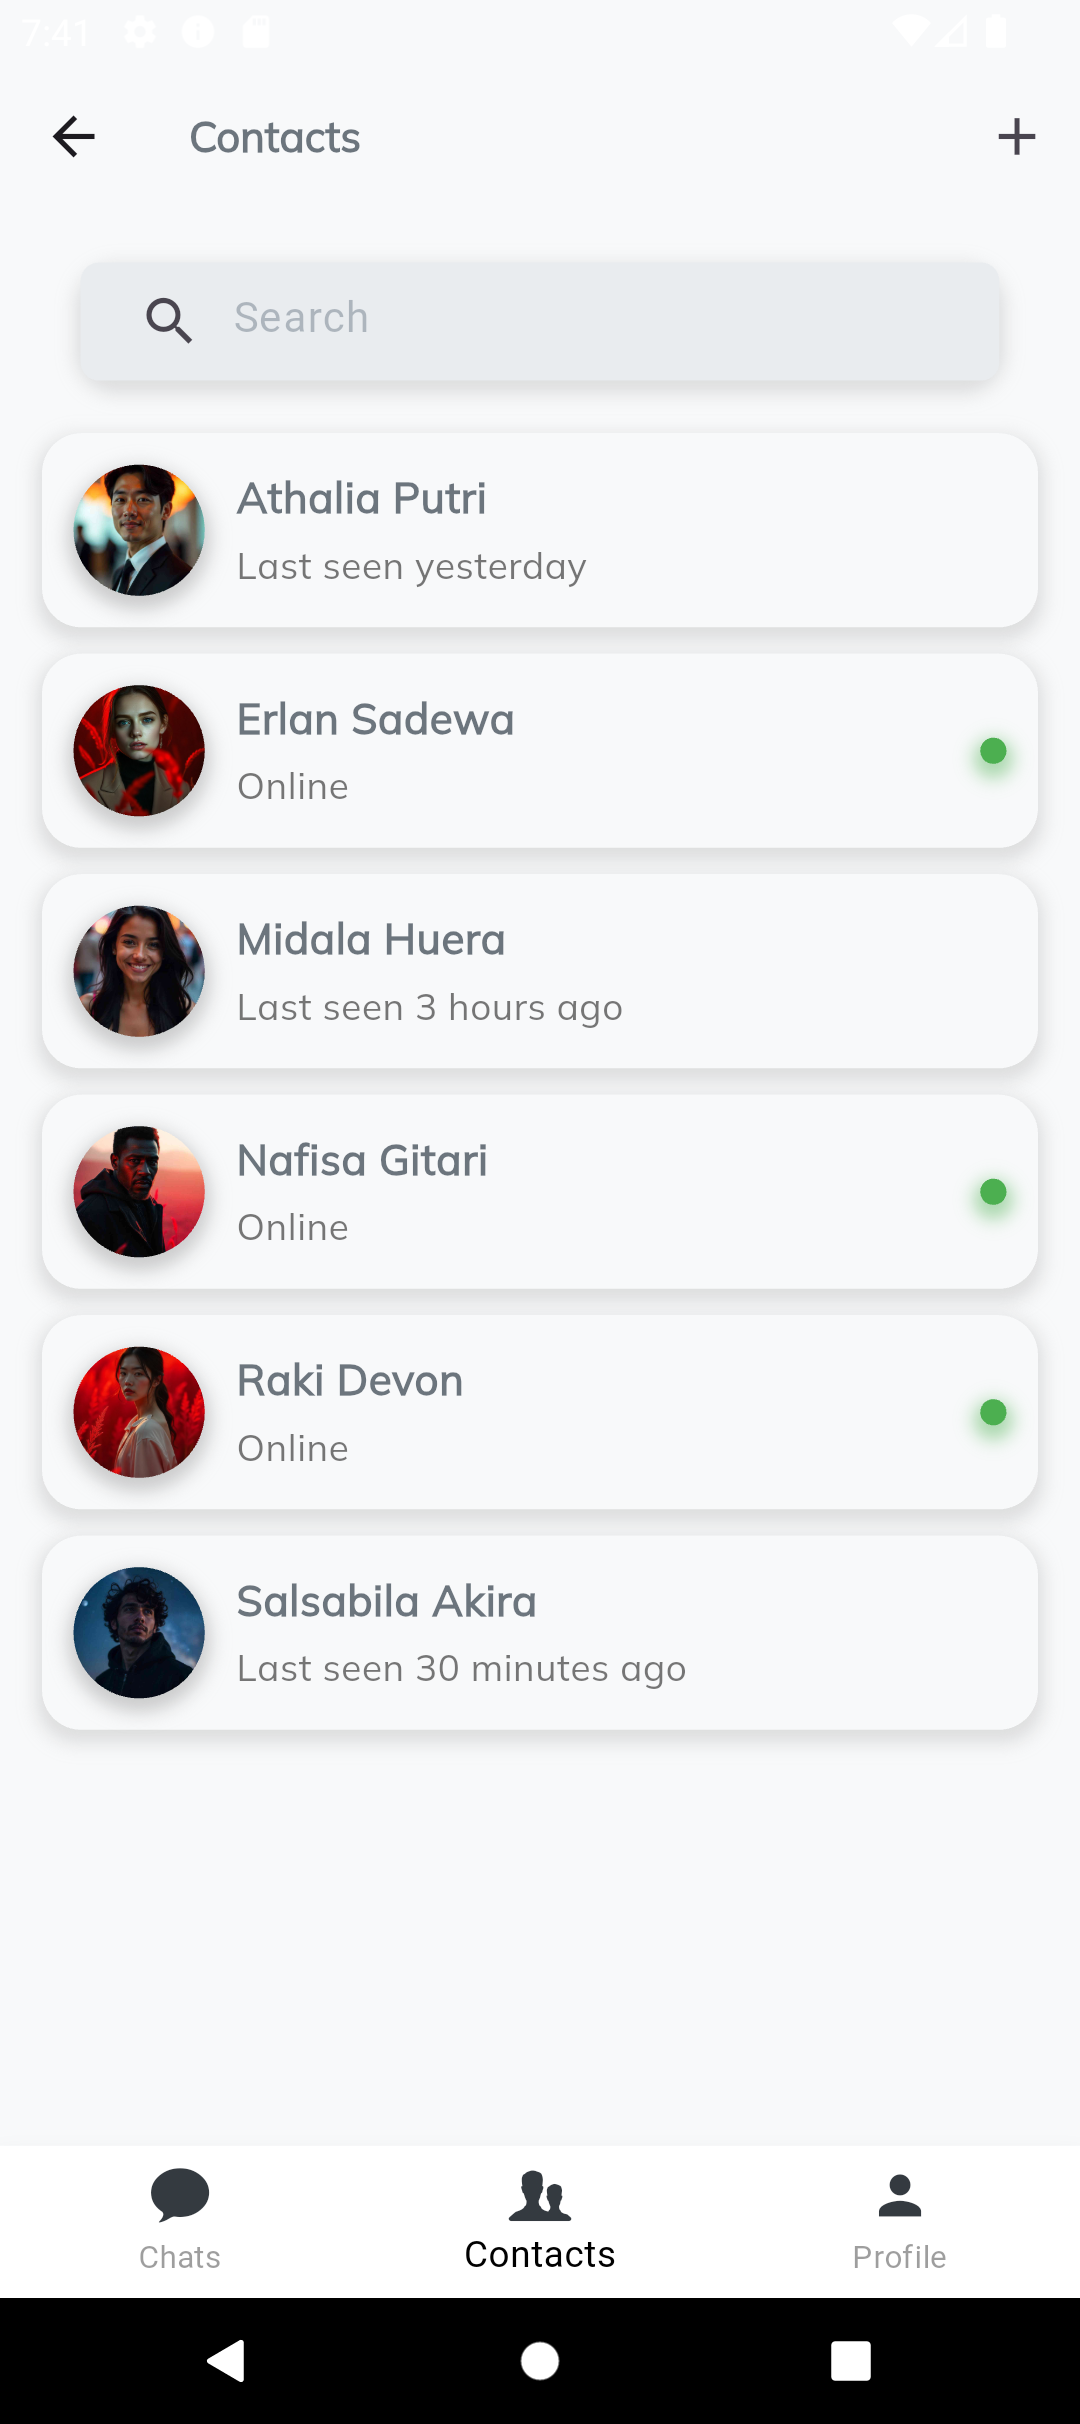 7:41
Contacts
Search
Athalia Putri
Last seen yesterday
Erlan Sadewa
Online
Midala Huera
Last seen 3 hours ago
Nafisa Gitari
Online
Raki Devon
Online
Salsabila Akira
Last seen 30 minutes ago
Chats
Contacts
Profile